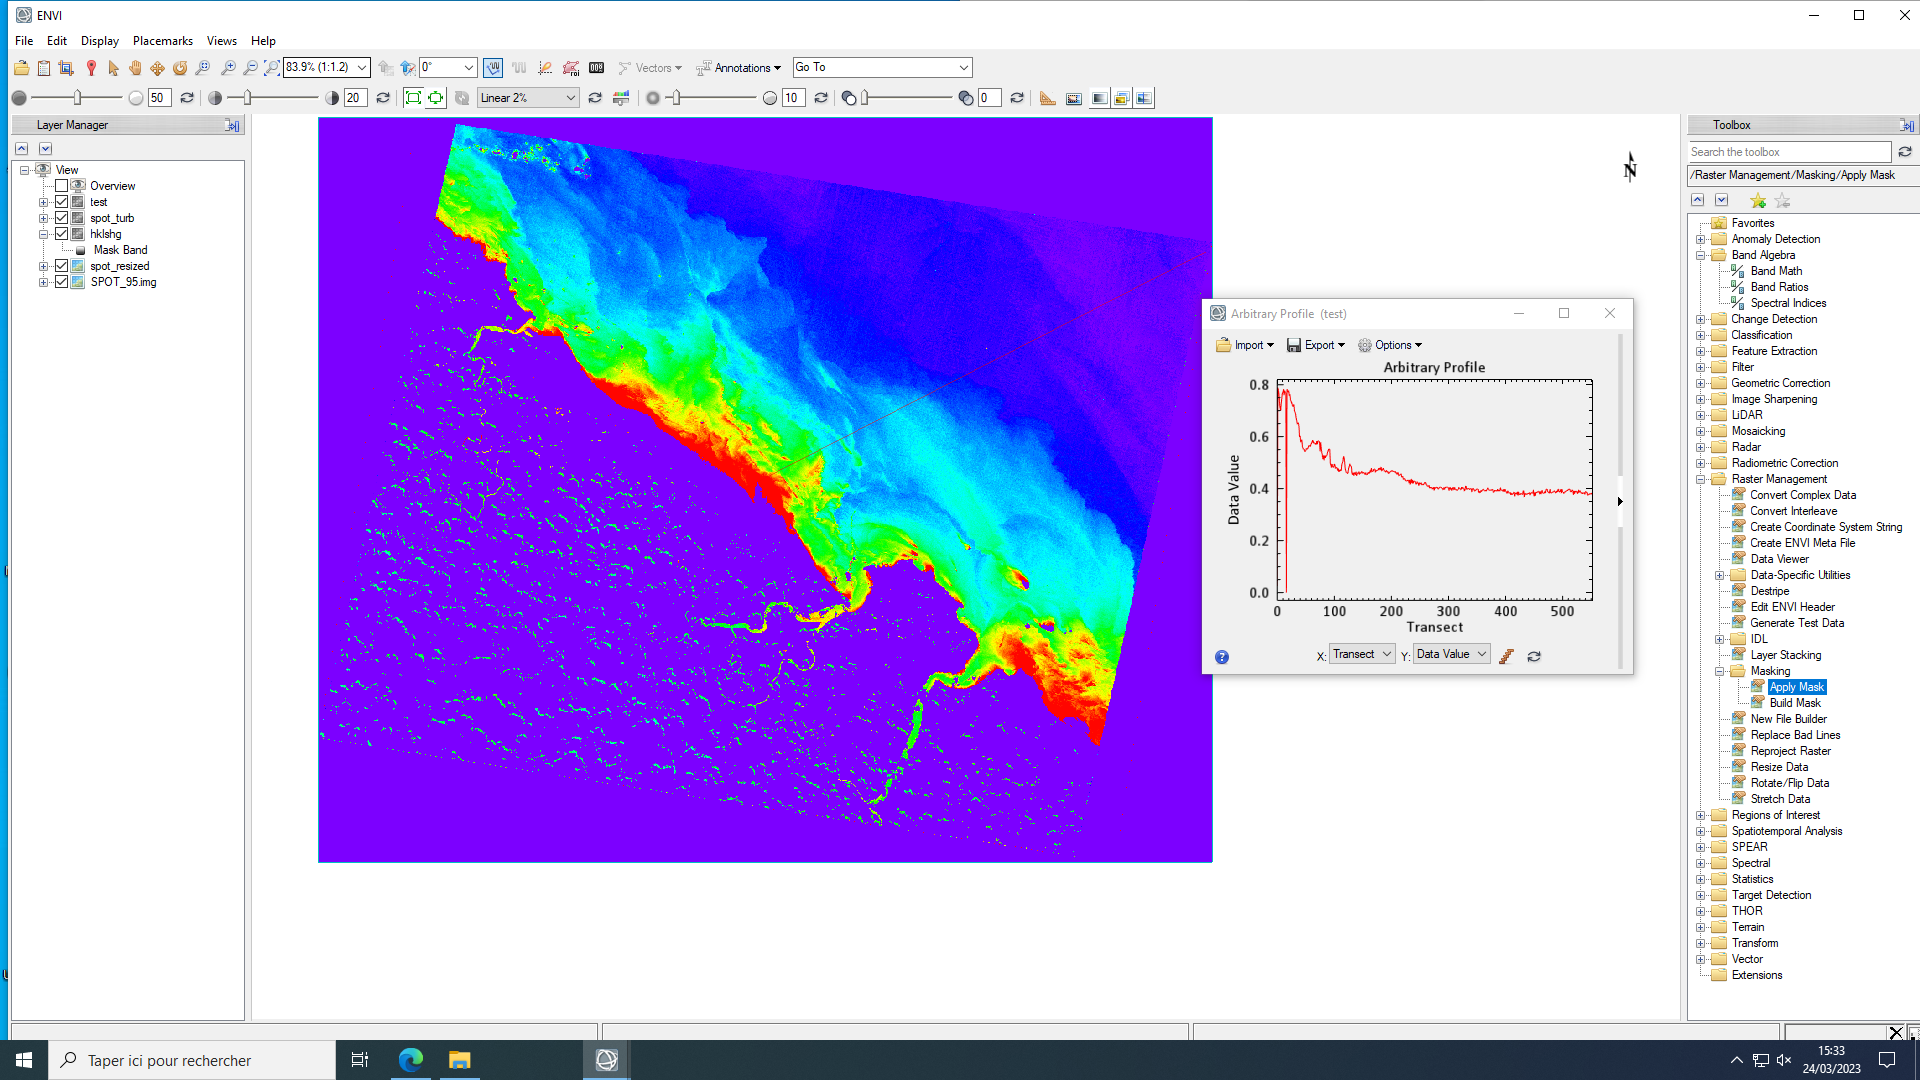 ENVI
File Edit Display Placemarks Views Help
83.9% (1:1.2) 0° Vectors Annotations Go To
50 20 Linear 2% 10 0
Layer Manager
View
Overview
test
spot_turb
hklshg
Mask Band
spot_resized
SPOT_95.img
N
Arbitrary Profile (test)
Import Export Options
Arbitrary Profile
0.8
0.6
0.4
0.2
0.0
Data Value
0 100 200 300 400 500
Transect
X: Transect Y: Data Value
Toolbox
Search the toolbox
/Raster Management/Masking/Apply Mask
Favorites
Anomaly Detection
Band Algebra
Band Math
Band Ratios
Spectral Indices
Change Detection
Classification
Feature Extraction
Filter
Geometric Correction
Image Sharpening
LiDAR
Mosaicking
Radar
Radiometric Correction
Raster Management
Convert Complex Data
Convert Interleave
Create Coordinate System String
Create ENVI Meta File
Data Viewer
Data-Specific Utilities
Destripe
Edit ENVI Header
Generate Test Data
IDL
Layer Stacking
Masking
Apply Mask
Build Mask
New File Builder
Replace Bad Lines
Reproject Raster
Resize Data
Rotate/Flip Data
Stretch Data
Regions of Interest
Spatiotemporal Analysis
SPEAR
Spectral
Statistics
Target Detection
THOR
Terrain
Transform
Vector
Extensions
Taper ici pour rechercher
15:33
24/03/2023